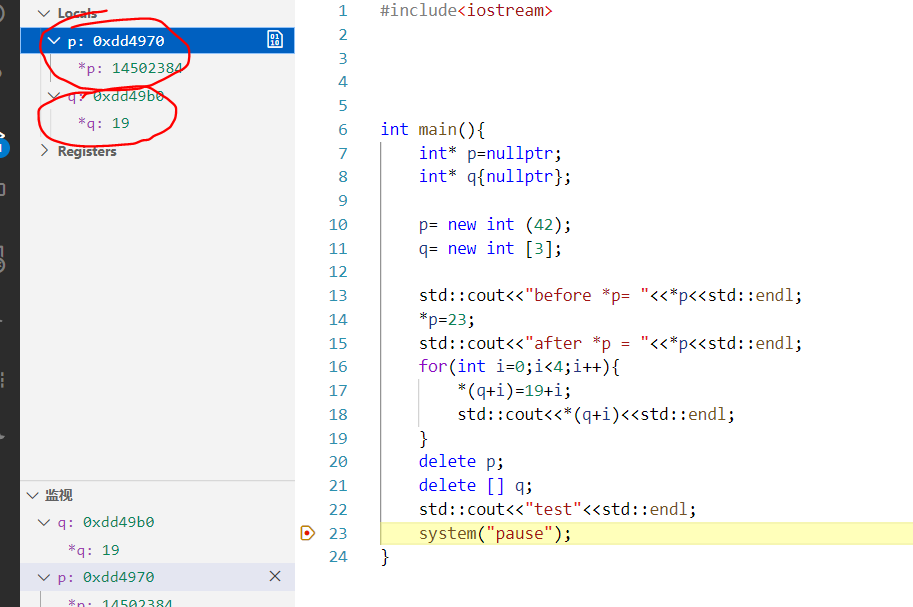 Locals
p: 0xdd4970
*p: 14502384
q: 0xdd49b0
*q: 19
Registers
监视
q: 0xdd49b0
*q: 19
p: 0xdd4970
*p: 14502384
1 #include<iostream>
2
3
4
5
6 int main(){
7 int* p=nullptr;
8 int* q{nullptr};
9
10 p= new int (42);
11 q= new int [3];
12
13 std::cout<<"before *p= "<<*p<<std::endl;
14 *p=23;
15 std::cout<<"after *p = "<<*p<<std::endl;
16 for(int i=0;i<4;i++){
17 *(q+i)=19+i;
18 std::cout<<*(q+i)<<std::endl;
19 }
20 delete p;
21 delete [] q;
22 std::cout<<"test"<<std::endl;
23 system("pause");
24 }